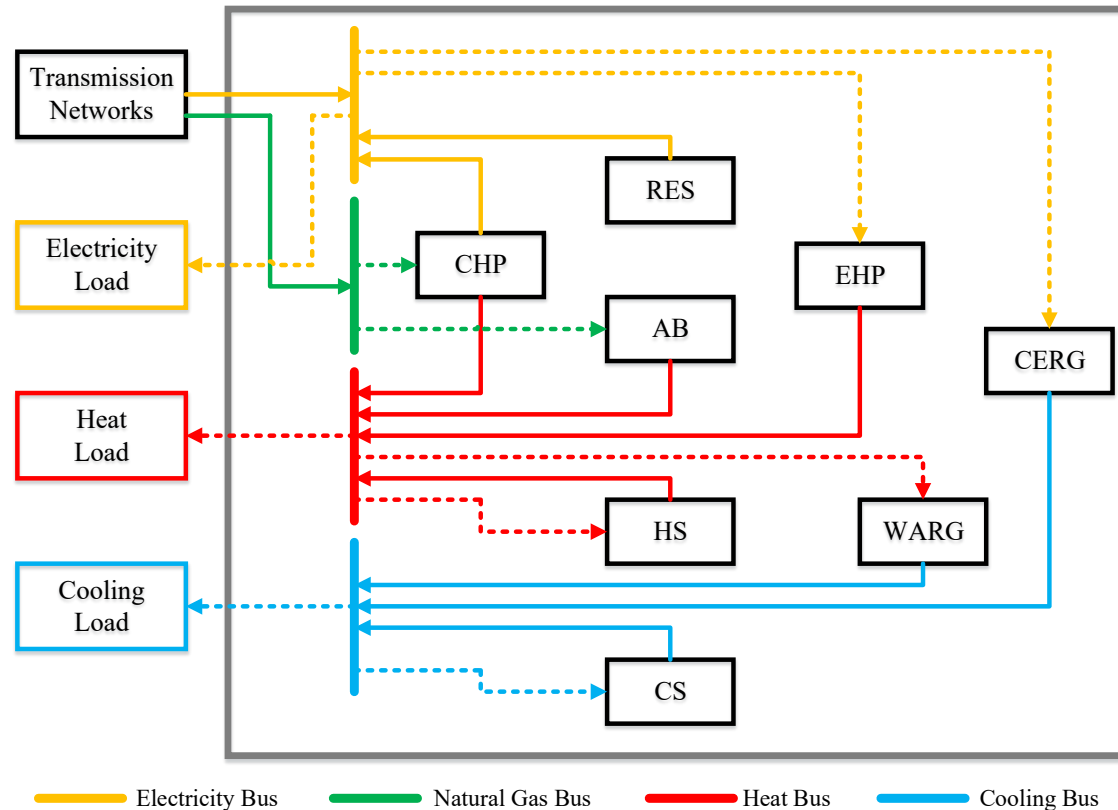 Transmission
Networks
RES
Electricity
Load
CHP
EHP
AB
CERG
Heat
Load
HS
WARG
Cooling
Load
CS
Electricity Bus
Natural Gas Bus
Heat Bus
Cooling Bus